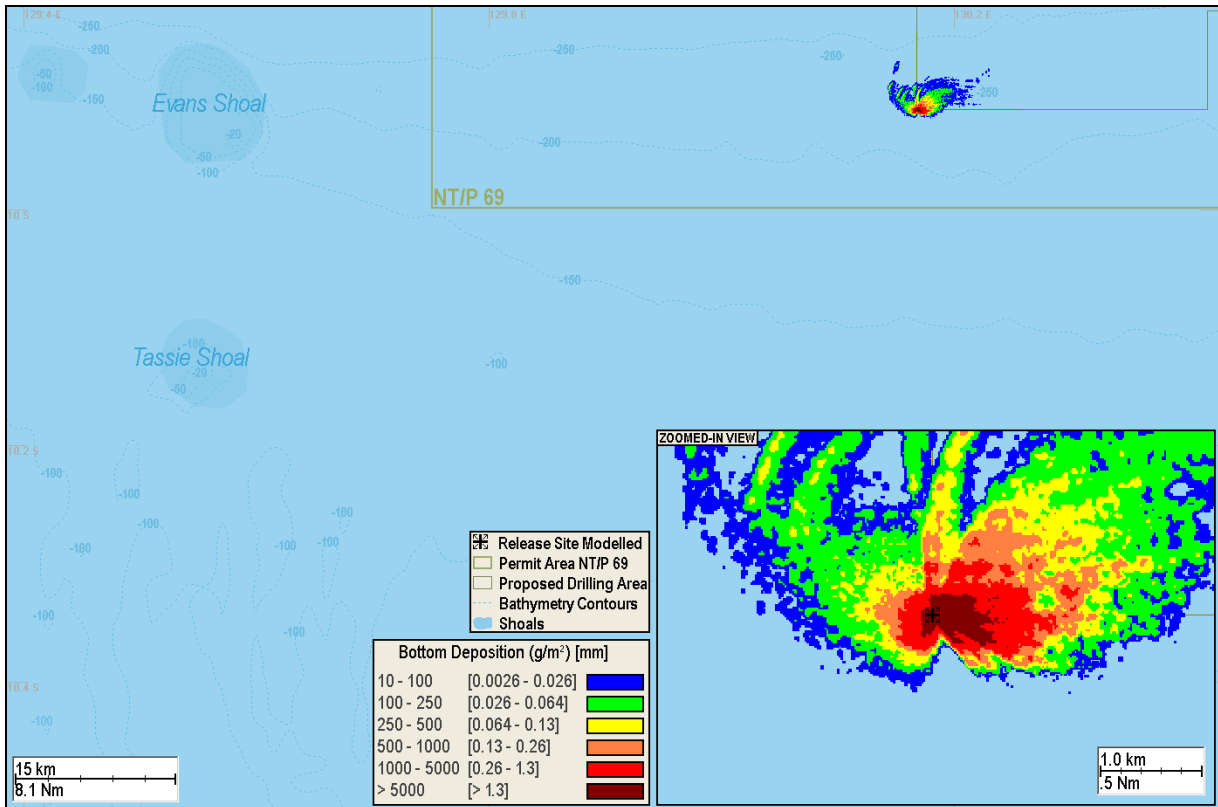 129.4 E
129.8 E
130.2 E
-250
-200
-250
-250
-250
-50
-100
-150
Evans Shoal
-20
-50
-100
-200
NT/P 69
10 S
-150
Tassie Shoal
-100
-20
-50
-100
10.2 S
-100
-100
-100
-100
-100
-100
-100
-100
-100
10.4 S
-100
ZOOMED-IN VIEW
Release Site Modelled
Permit Area NT/P 69
Proposed Drilling Area
Bathymetry Contours
Shoals
Bottom Deposition (g/m²) [mm]
10 - 100 [0.0026 - 0.026]
100 - 250 [0.026 - 0.064]
250 - 500 [0.064 - 0.13]
500 - 1000 [0.13 - 0.26]
1000 - 5000 [0.26 - 1.3]
> 5000 [> 1.3]
15 km
8.1 Nm
1.0 km
.5 Nm